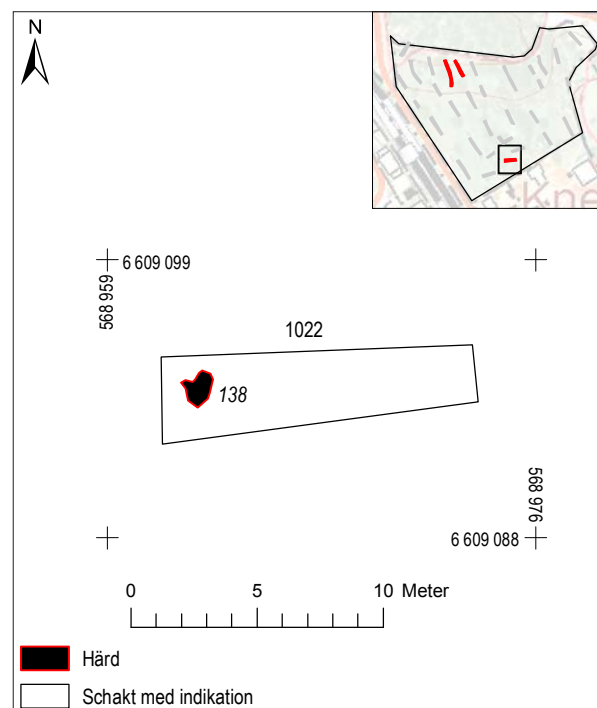 N
Kne
6 609 099
568 959
1022
138
568 976
6 609 088
0 5 10 Meter
Härd
Schakt med indikation